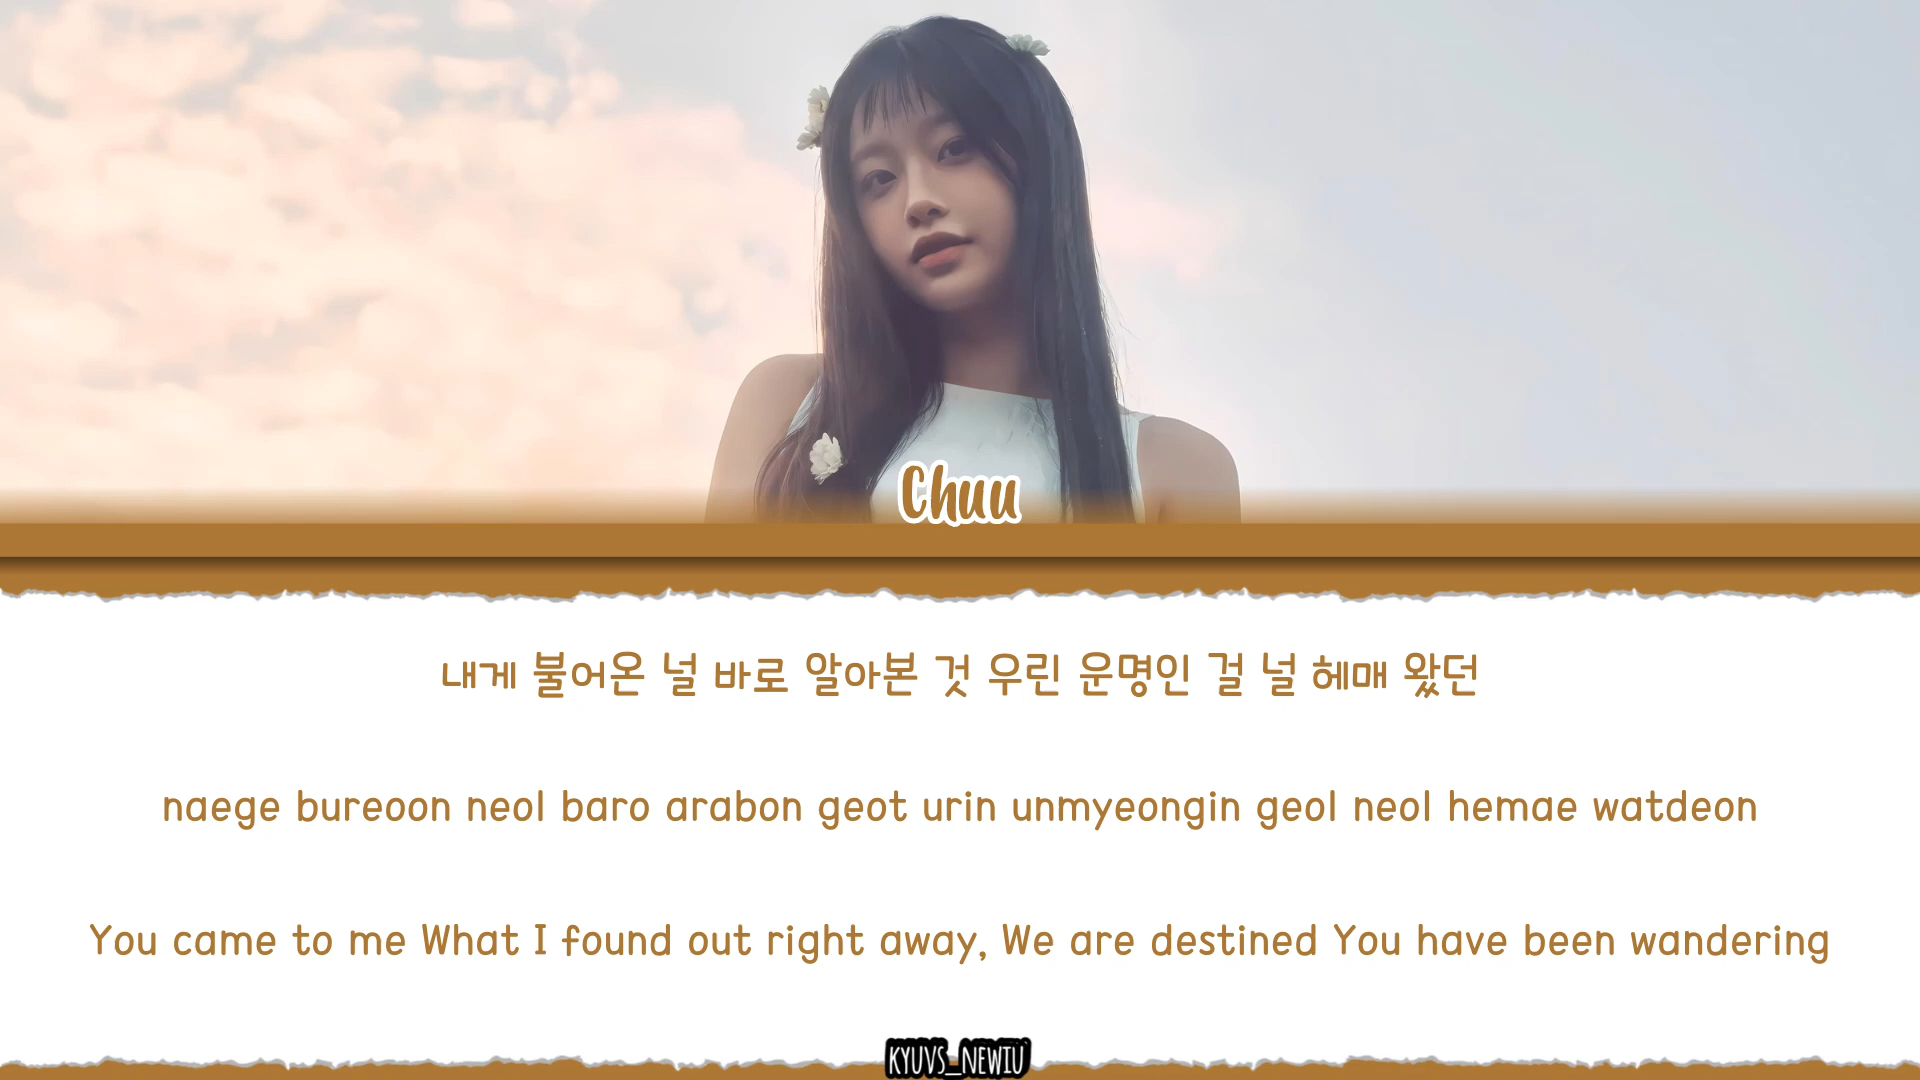 Chuu
내게 불어온 널 바로 알아본 것 우린 운명인 걸 널 헤매 왔던
naege bureoon neol baro arabon geot urin unmyeongin geol neol hemae watdeon
You came to me What I found out right away, We are destined You have been wandering
KYUVS_NEWIU